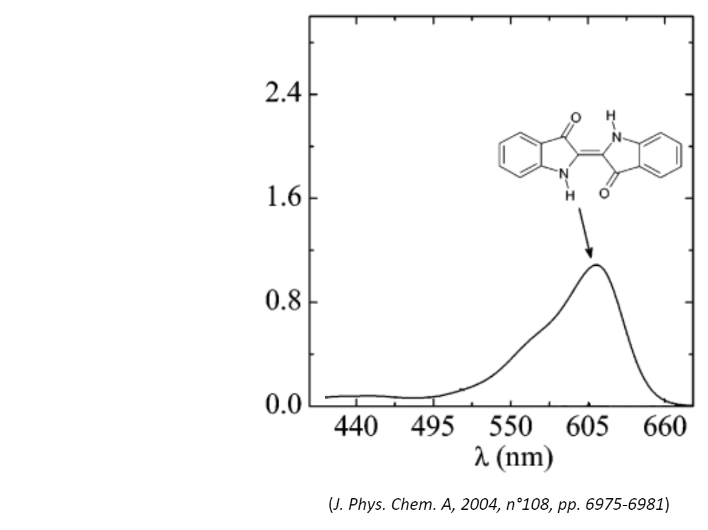 2.4
1.6
0.8
0.0
O
H
N
N
H
O
440 495 550 605 660
λ (nm)
(J. Phys. Chem. A, 2004, n°108, pp. 6975-6981)